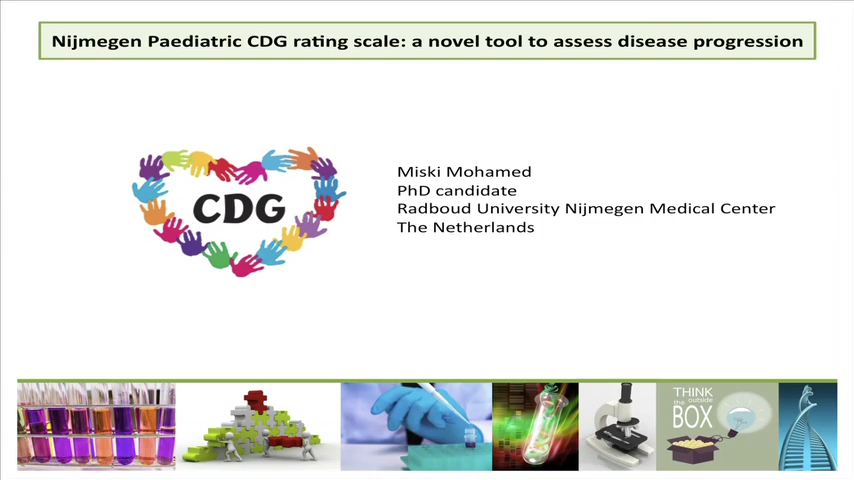 Nijmegen Paediatric CDG rating scale: a novel tool to assess disease progression
CDG
Miski Mohamed
PhD candidate
Radboud University Nijmegen Medical Center
The Netherlands
THINK
the outside
BOX